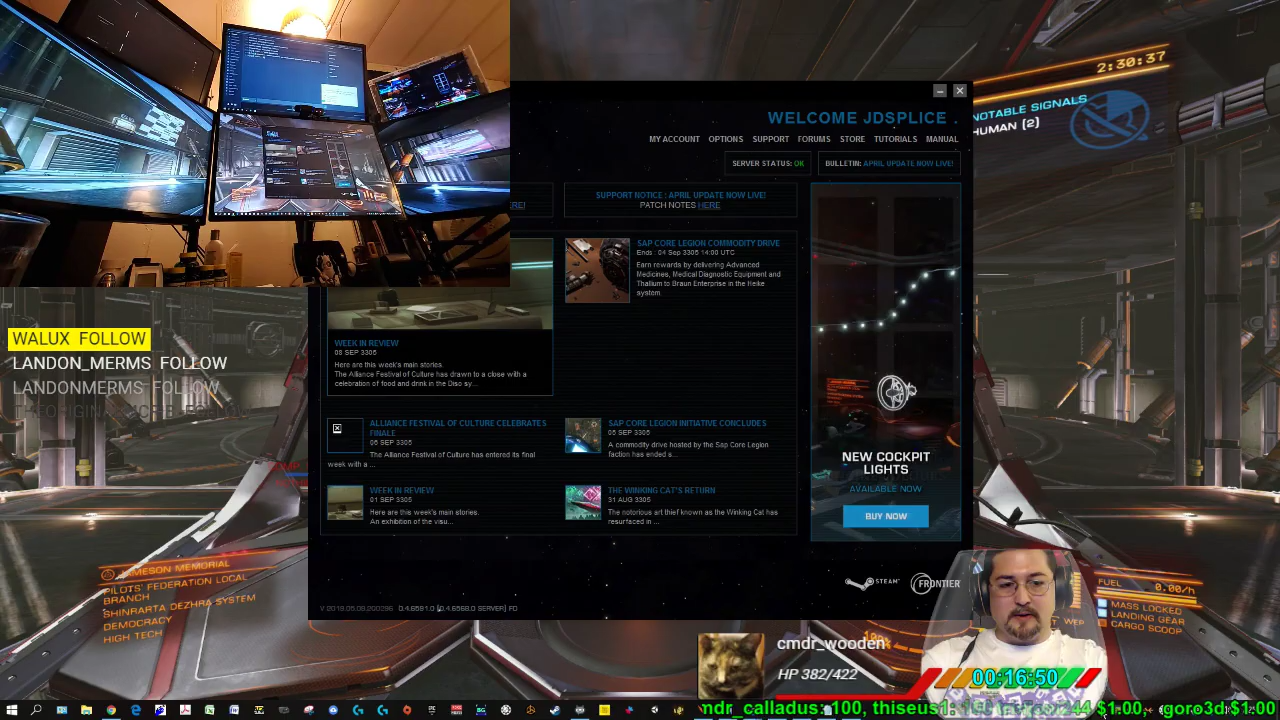 WELCOME JDSPLICE .
MY ACCOUNT OPTIONS SUPPORT FORUMS STORE TUTORIALS MANUAL
SERVER STATUS: OK
BULLETIN: APRIL UPDATE NOW LIVE!
2:30:37
NOTABLE SIGNALS
HUMAN [2]
ERE!
SUPPORT NOTICE : APRIL UPDATE NOW LIVE!
PATCH NOTES HERE
SAP CORE LEGION COMMODITY DRIVE
Ends : 04 Sep 3305 14:00 UTC
Earn rewards by delivering Advanced
Medicines, Medical Diagnostic Equipment and
Thallium to Braun Enterprise in the Heike
system.
WEEK IN REVIEW
08 SEP 3305
Here are this week's main stories.
The Alliance Festival of Culture has drawn to a close with a
celebration of food and drink in the Diso sy...
WALUX FOLLOW
LANDON_MERMS FOLLOW
LANDONMERMS FOLLOW
ALLIANCE FESTIVAL OF CULTURE CELEBRATES
FINALE
06 SEP 3305
The Alliance Festival of Culture has entered its final
week with a ...
SAP CORE LEGION INITIATIVE CONCLUDES
05 SEP 3305
A commodity drive hosted by the Sap Core Legion
faction has ended s...
WEEK IN REVIEW
01 SEP 3305
Here are this week's main stories.
An exhibition of the visu...
THE WINKING CAT'S RETURN
31 AUG 3305
The notorious art thief known as the Winking Cat has
resurfaced in ...
NEW COCKPIT
LIGHTS
AVAILABLE NOW
BUY NOW
STEAM
FRONTIER
JAMESON MEMORIAL
PILOTS' FEDERATION LOCAL
BRANCH
SHINRARTA DEZHRA SYSTEM
DEMOCRACY
HIGH TECH
FUEL 0.00/h
MASS LOCKED
LANDING GEAR
CARGO SCOOP
cmdr_wooden
HP 382/422
00:16:50
mdr_calladus: 100, thiseus1:
$1.00,
goro3d:$1.00